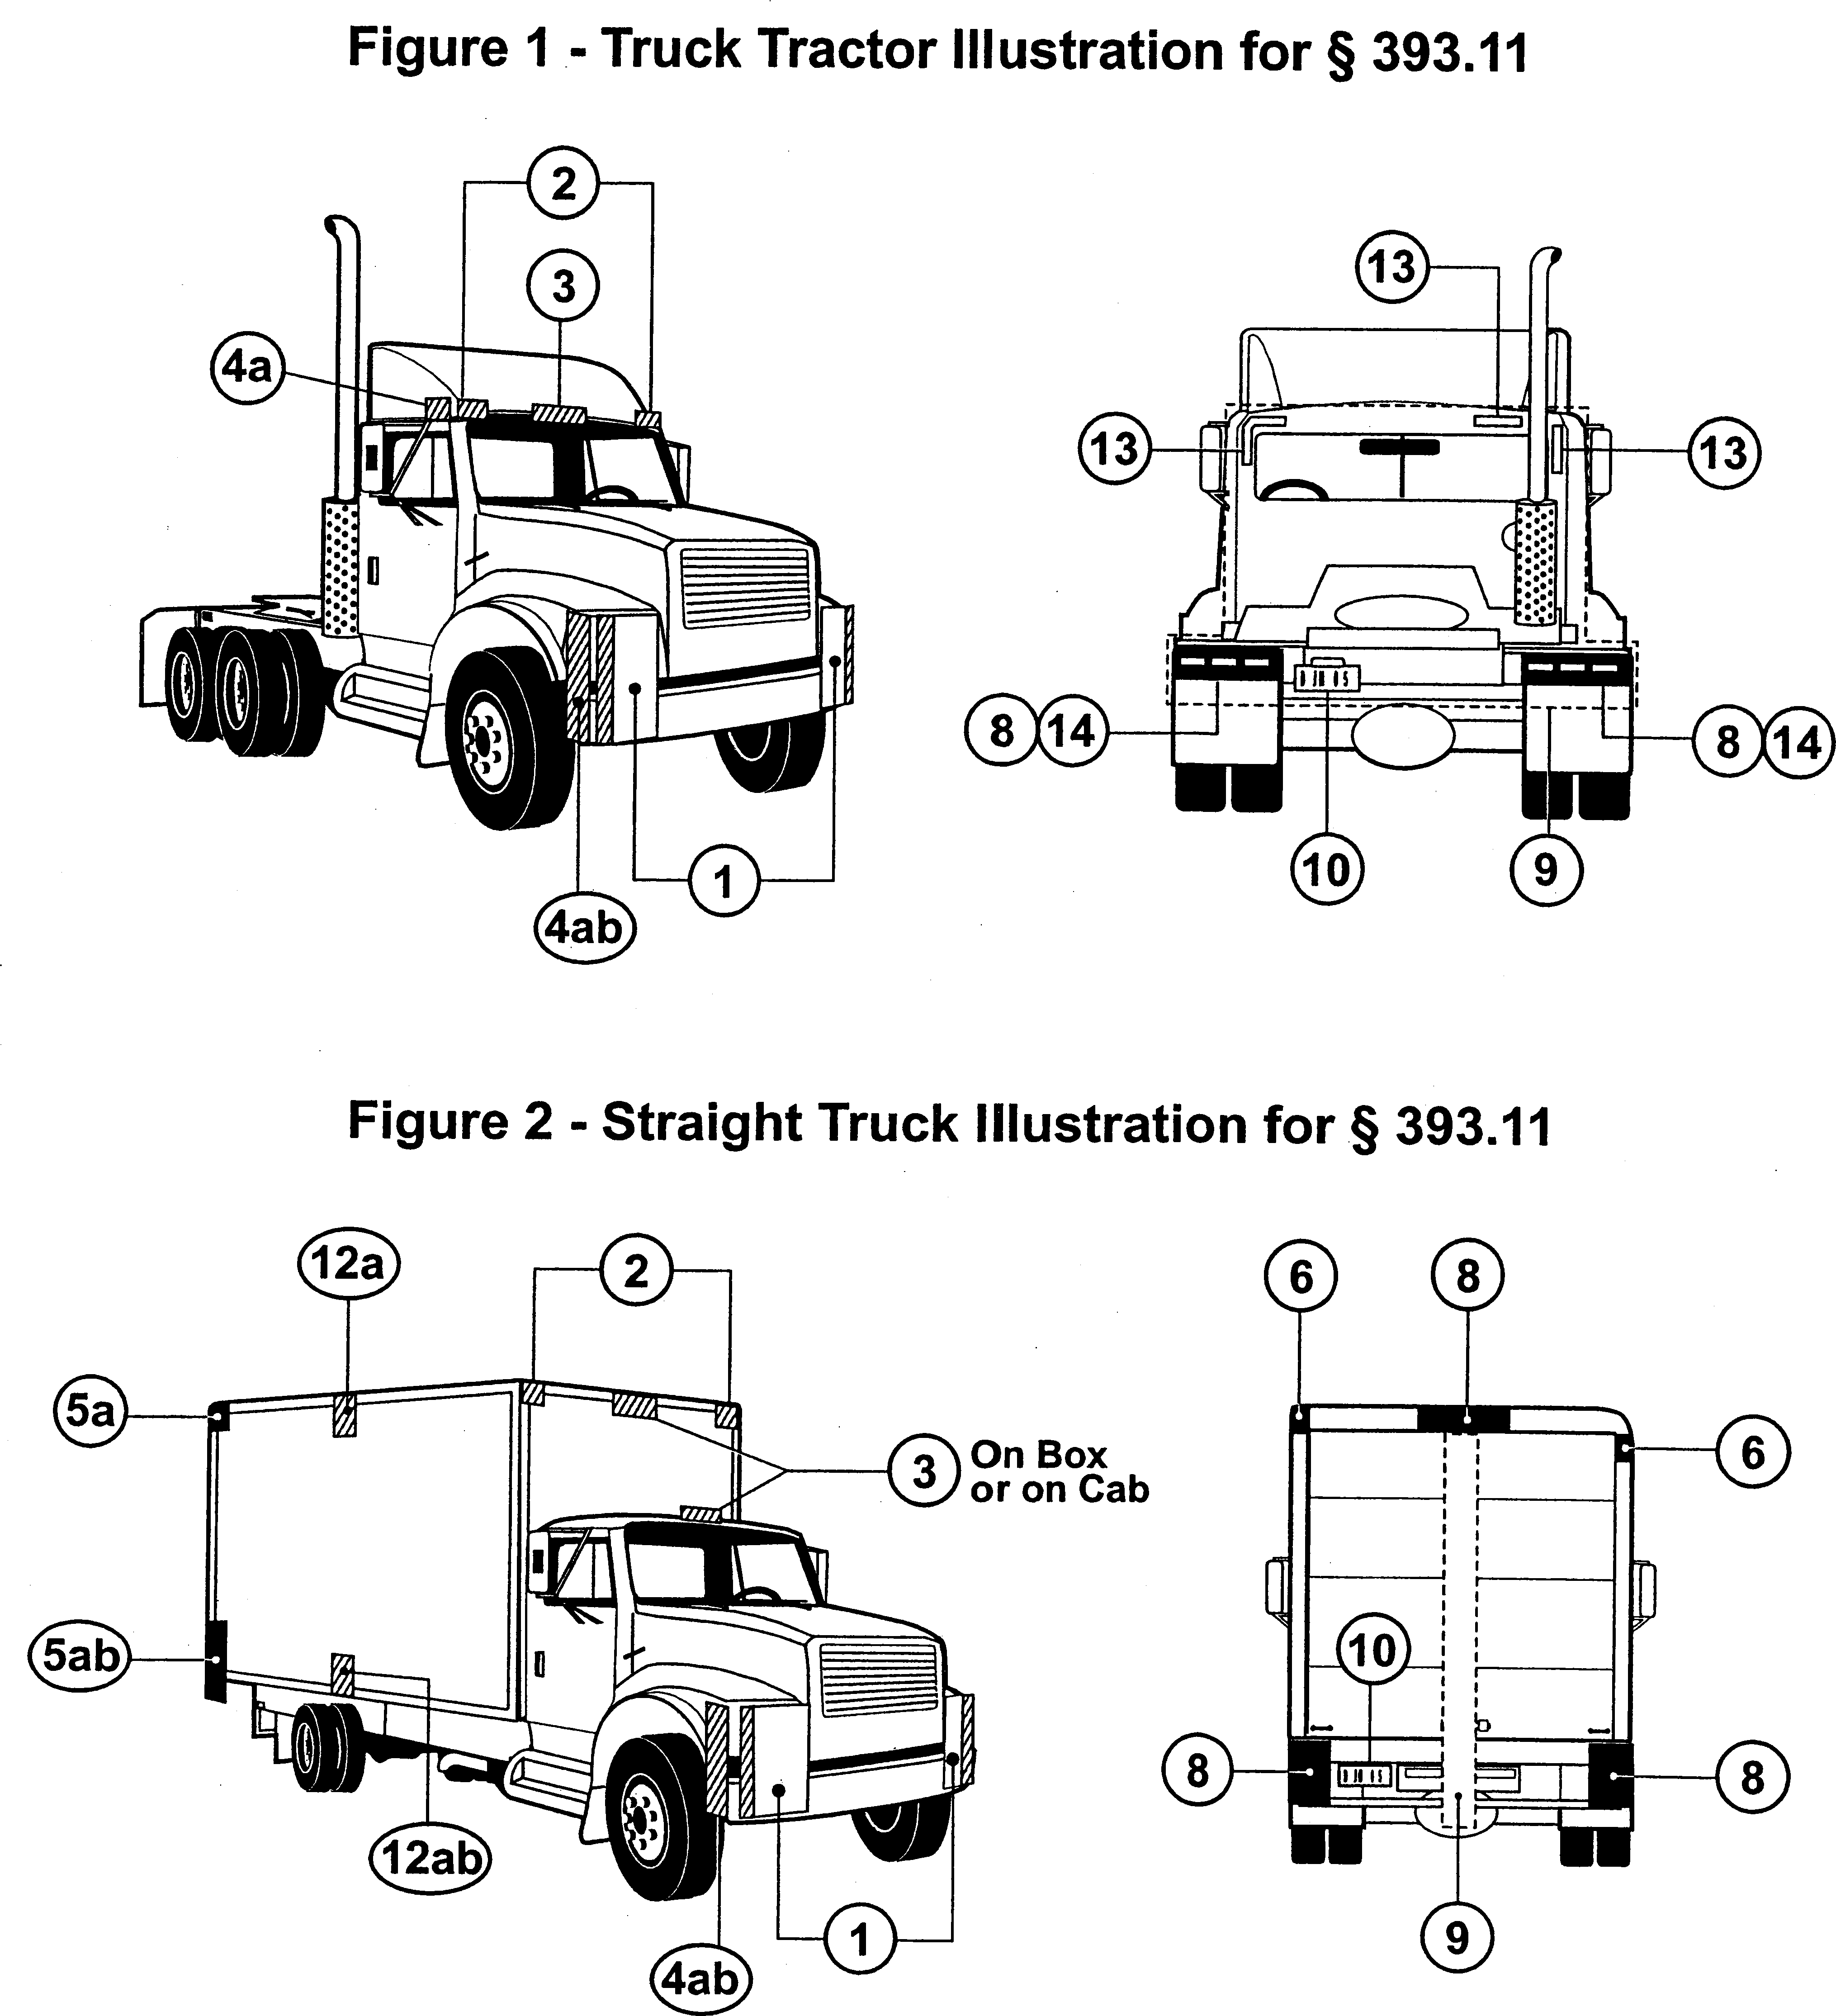 Figure 1 - Truck Tractor Illustration for § 393.11
2
3
13
4a
13
13
8 14
8 14
10
9
1
4ab
Figure 2 - Straight Truck Illustration for § 393.11
12a
2
6
8
5a
3 On Box
or on Cab
6
5ab
10
8
8
12ab
1
9
4ab